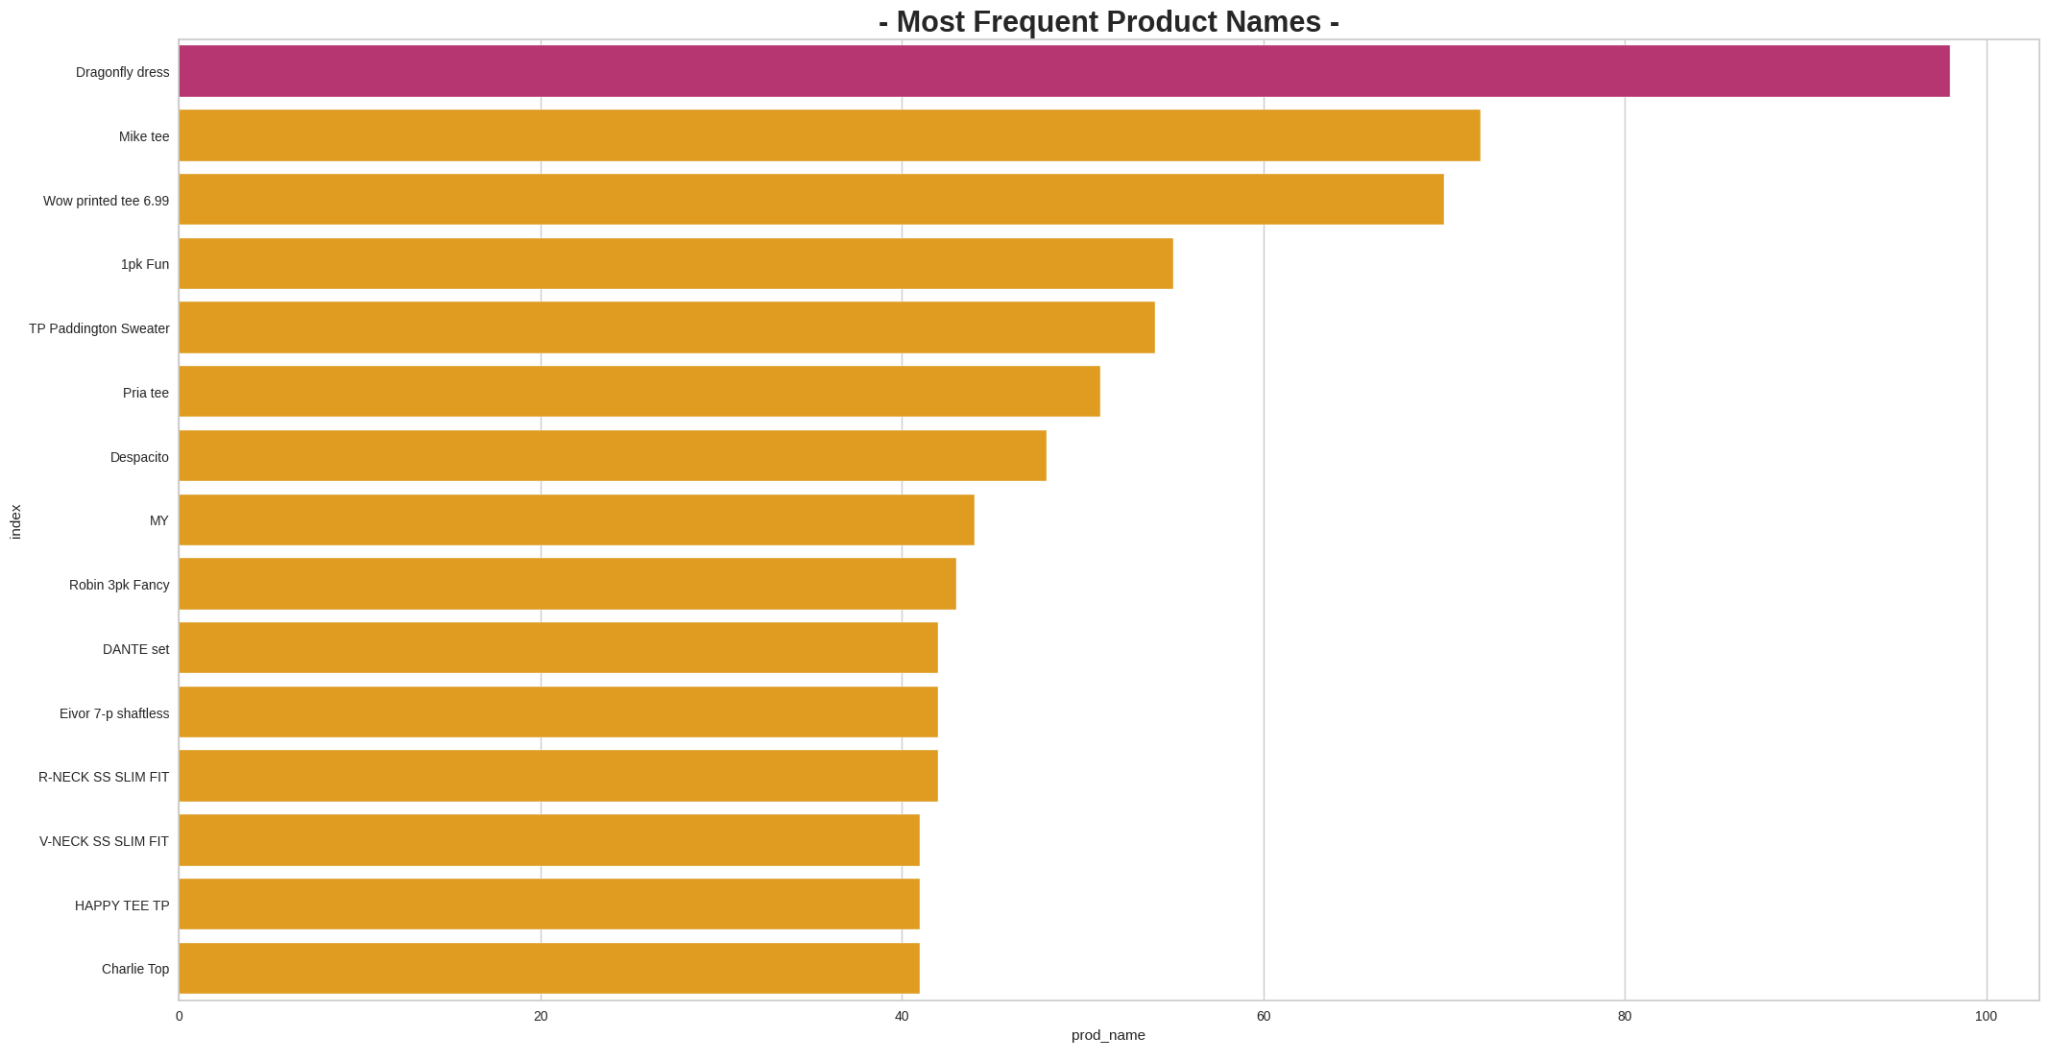 - Most Frequent Product Names -
Dragonfly dress
Mike tee
Wow printed tee 6.99
1pk Fun
TP Paddington Sweater
Pria tee
Despacito
MY
Robin 3pk Fancy
DANTE set
Eivor 7-p shaftless
R-NECK SS SLIM FIT
V-NECK SS SLIM FIT
HAPPY TEE TP
Charlie Top
index
0 20 40 60 80 100
prod_name